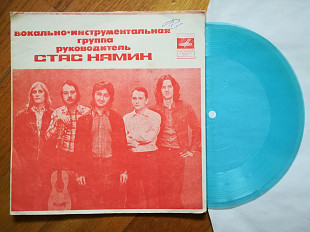 вокально-инструментальная
группа
руководитель
СТАС НАМИН